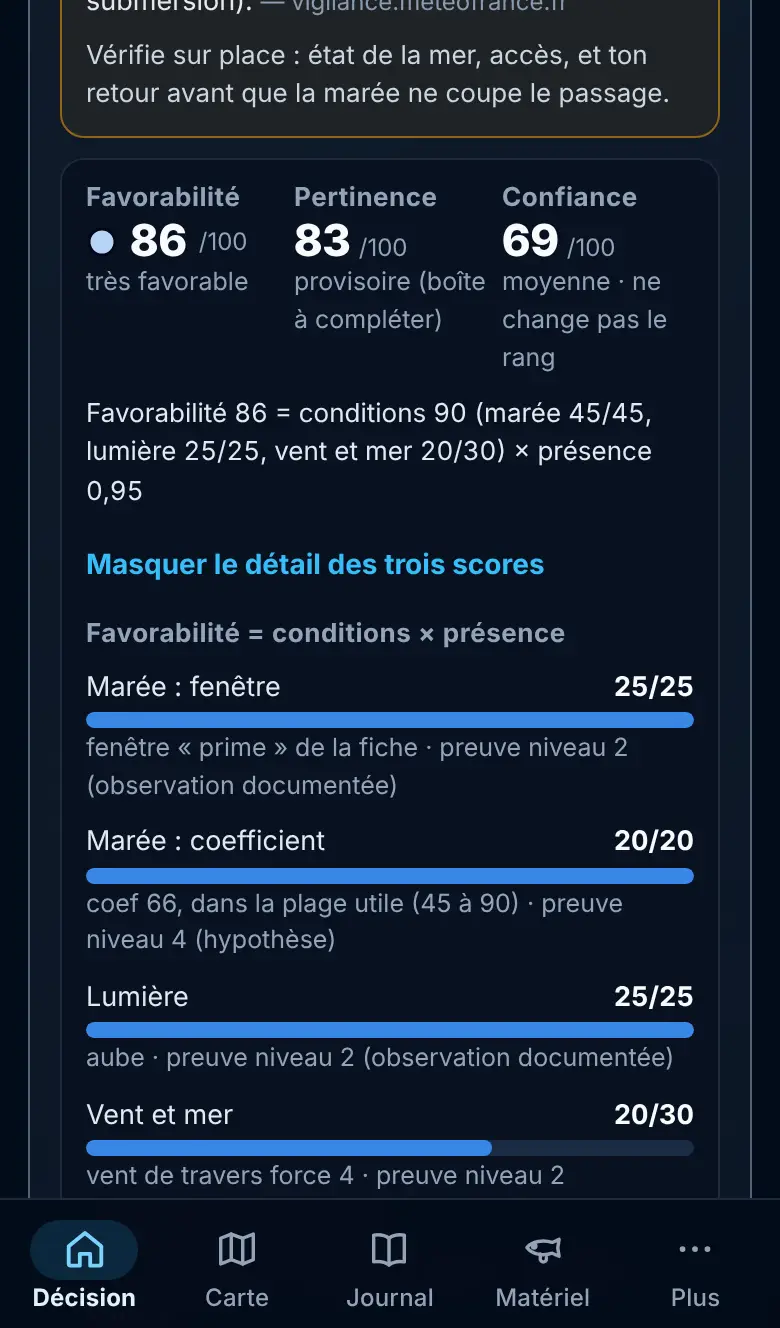 submersion). — vigilance.meteofrance.fr
Vérifie sur place : état de la mer, accès, et ton
retour avant que la marée ne coupe le passage.
Favorabilité
86 /100
très favorable
Pertinence
83 /100
provisoire (boîte
à compléter)
Confiance
69 /100
moyenne · ne
change pas le
rang
Favorabilité 86 = conditions 90 (marée 45/45,
lumière 25/25, vent et mer 20/30) × présence
0,95
Masquer le détail des trois scores
Favorabilité = conditions × présence
Marée : fenêtre 25/25
fenêtre « prime » de la fiche · preuve niveau 2
(observation documentée)
Marée : coefficient 20/20
coef 66, dans la plage utile (45 à 90) · preuve
niveau 4 (hypothèse)
Lumière 25/25
aube · preuve niveau 2 (observation documentée)
Vent et mer 20/30
vent de travers force 4 · preuve niveau 2
Décision
Carte
Journal
Matériel
Plus